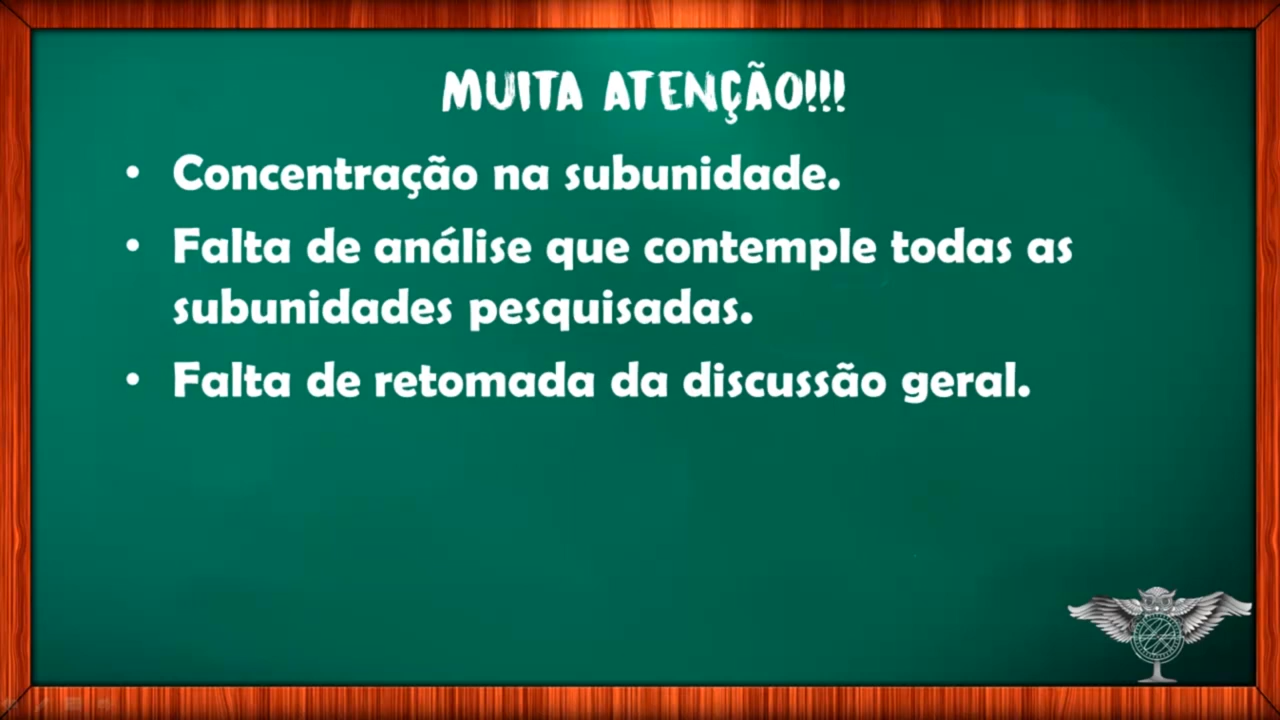 MUITA ATENÇÃO!!!
• Concentração na subunidade.
• Falta de análise que contemple todas as
subunidades pesquisadas.
• Falta de retomada da discussão geral.